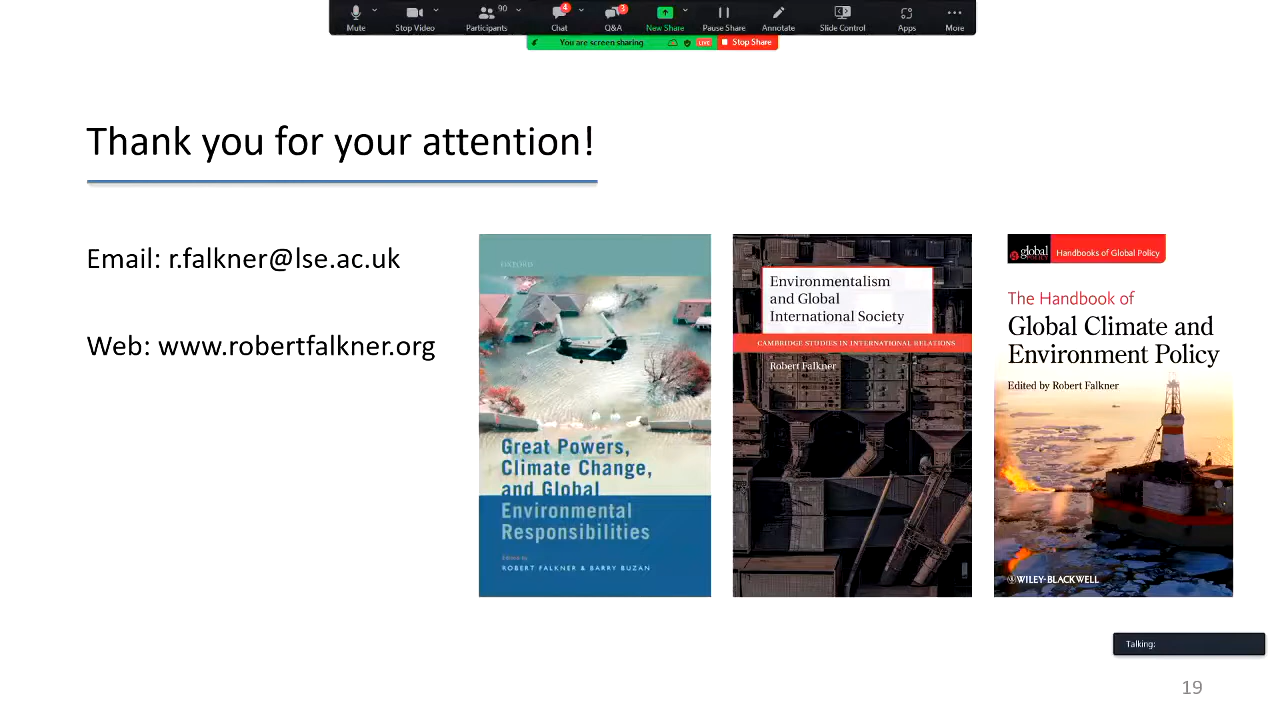 90
4
3
Mute
Stop Video
Participants
Chat
Q&A
New Share
Pause Share
Annotate
Slide Control
Apps
More
You are screen sharing
LIVE
Stop Share
Thank you for your attention!
Email: r.falkner@lse.ac.uk
Web: www.robertfalkner.org
OXFORD
Great Powers,
Climate Change,
and Global
Environmental
Responsibilities
Edited by
ROBERT FALKNER & BARRY BUZAN
Environmentalism
and Global
International Society
CAMBRIDGE STUDIES IN INTERNATIONAL RELATIONS
Robert Falkner
global
POLICY
Handbooks of Global Policy
The Handbook of
Global Climate and
Environment Policy
Edited by Robert Falkner
WILEY-BLACKWELL
Talking:
19